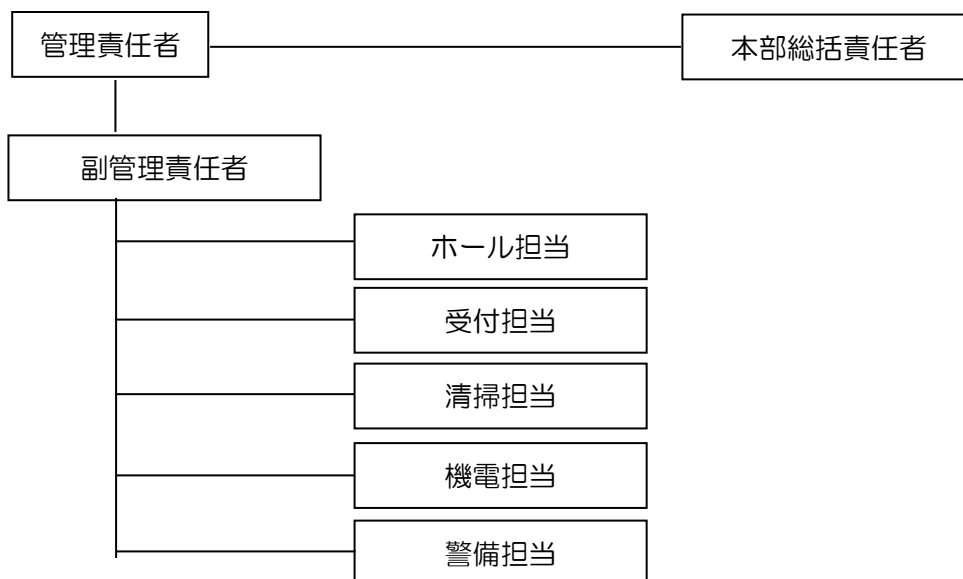 管理責任者
本部総括責任者
副管理責任者
ホール担当
受付担当
清掃担当
機電担当
警備担当